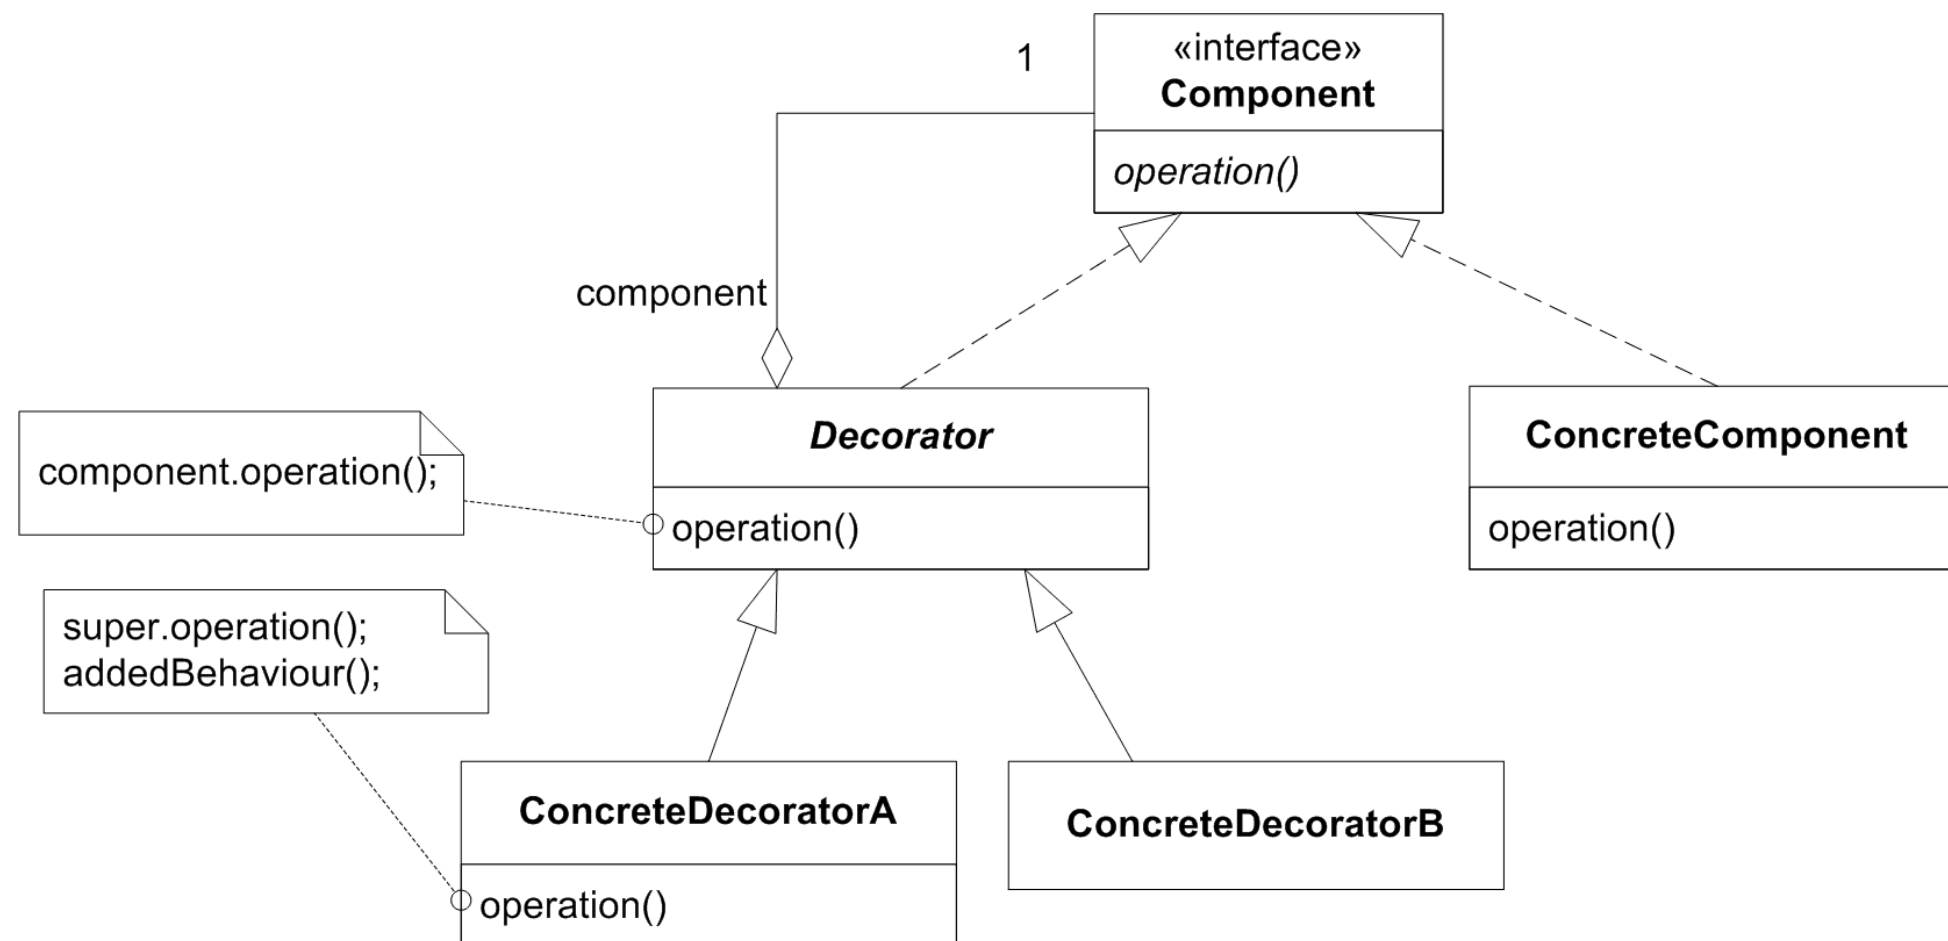 1
«interface»
Component
operation()
component
Decorator
operation()
ConcreteComponent
operation()
component.operation();
super.operation();
addedBehaviour();
ConcreteDecoratorA
operation()
ConcreteDecoratorB